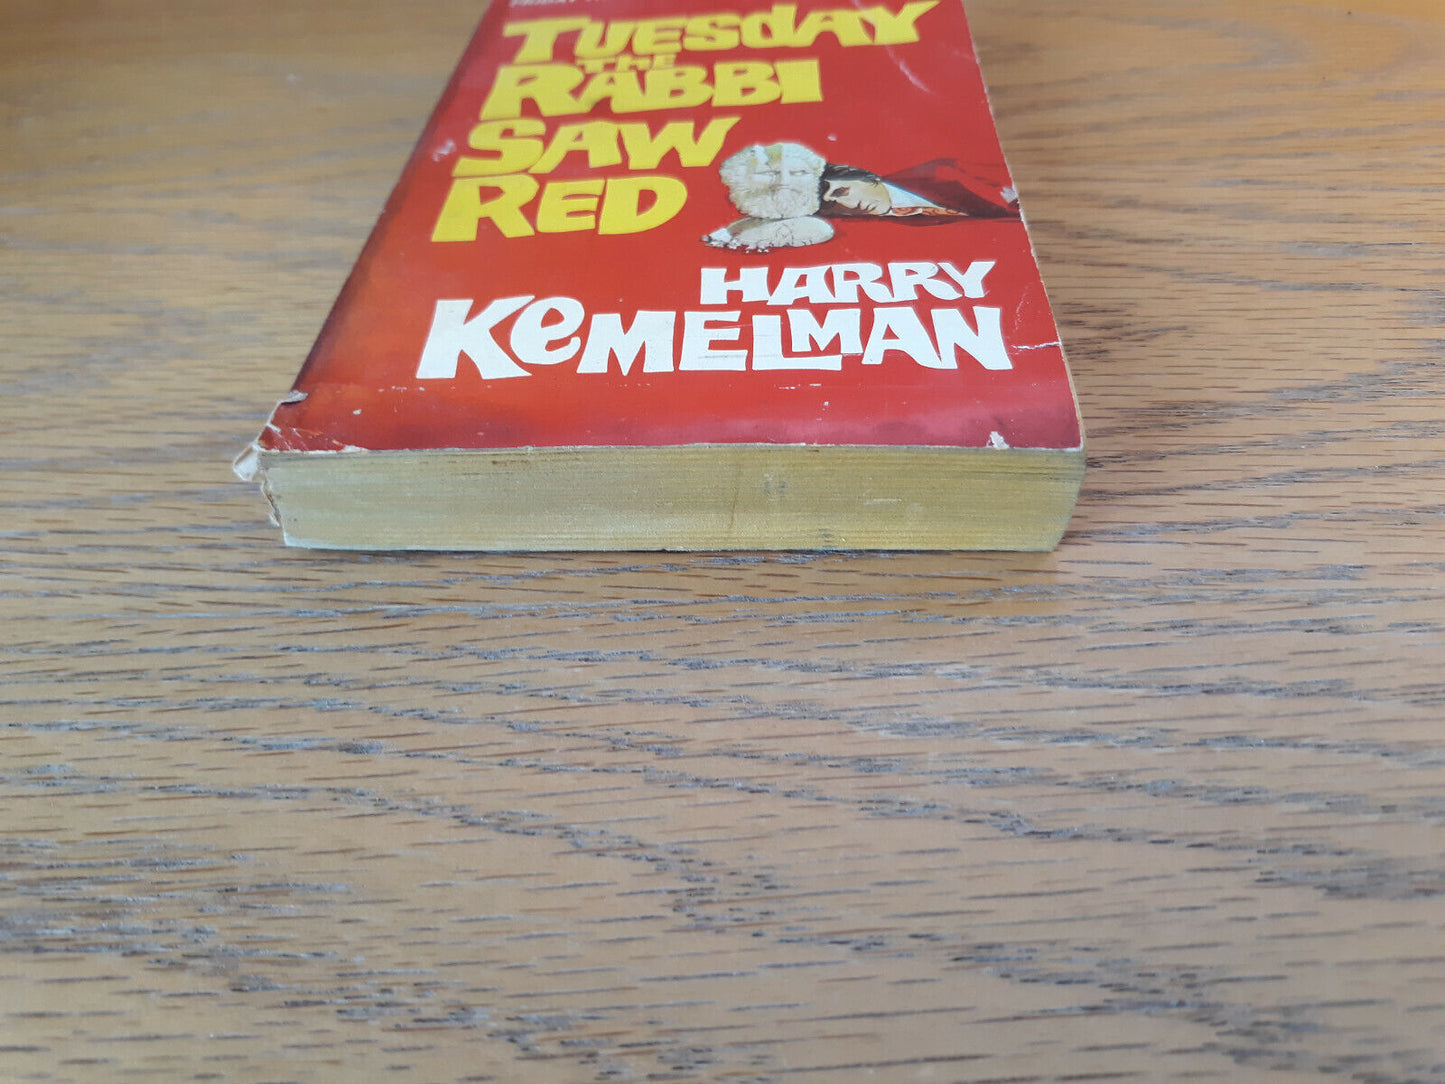 TUESDAY
THE
RABBI
SAW
RED
HARRY
KEMELMAN